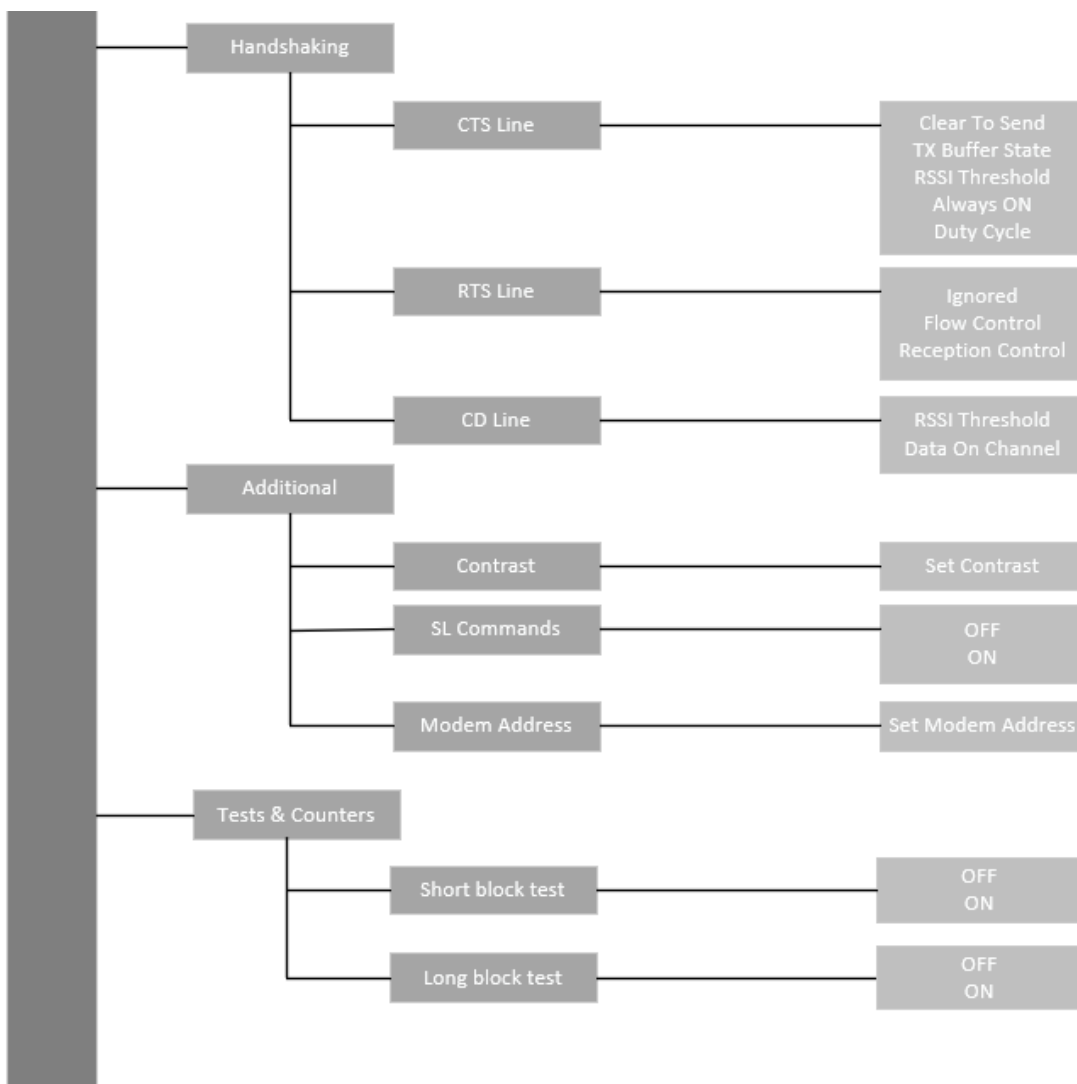 Handshaking
CTS Line
Clear To Send
TX Buffer State
RSSI Threshold
Always ON
Duty Cycle
RTS Line
Ignored
Flow Control
Reception Control
CD Line
RSSI Threshold
Data On Channel
Additional
Contrast
Set Contrast
SL Commands
OFF
ON
Modem Address
Set Modem Address
Tests & Counters
Short block test
OFF
ON
Long block test
OFF
ON